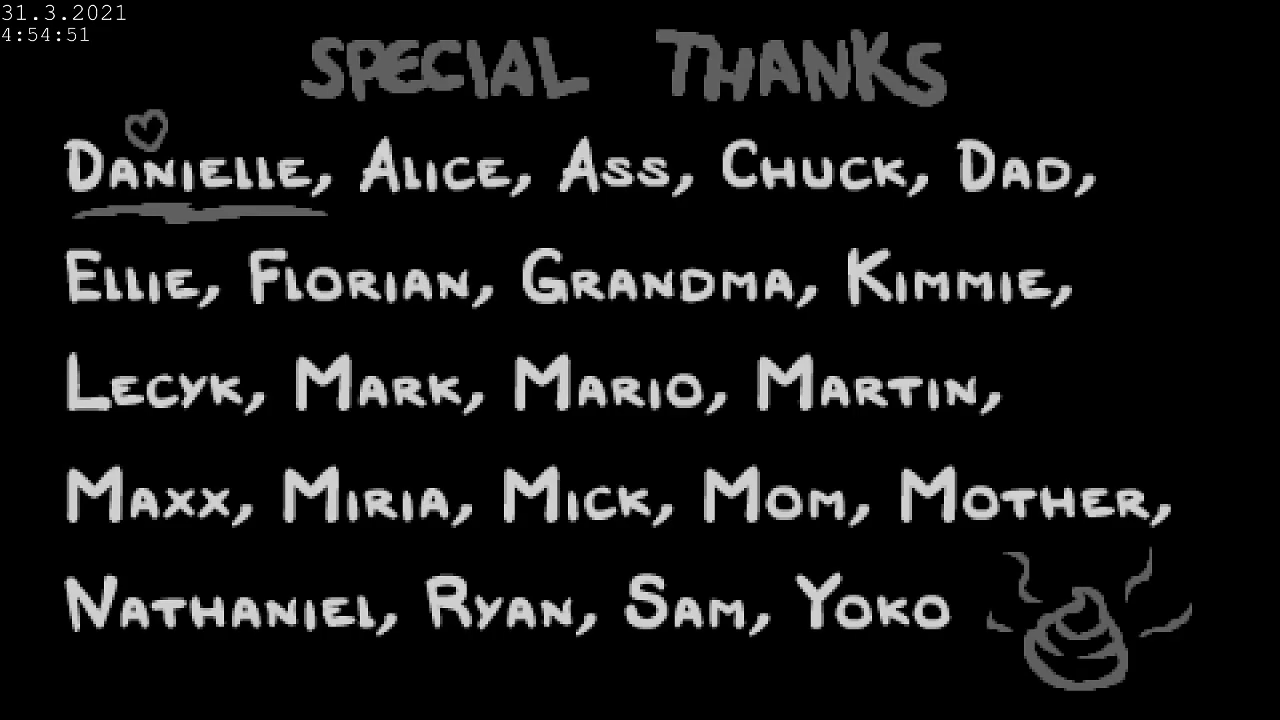 31.3.2021
4:54:51
SPECIAL THANKS
DANIELLE, ALICE, ASS, CHUCK, DAD,
ELLIE, FLORIAN, GRANDMA, KIMMIE,
LECYK, MARK, MARIO, MARTIN,
MAXX, MIRIA, MICK, MOM, MOTHER,
NATHANIEL, RYAN, SAM, YOKO